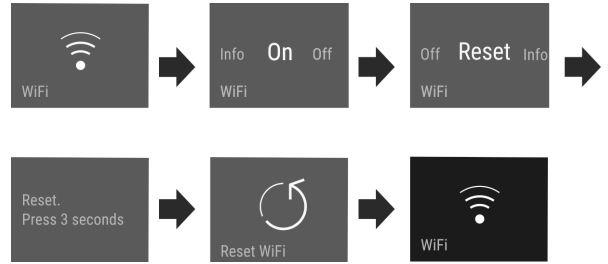 WiFi
Info On Off
WiFi
Off Reset Info
WiFi
Reset.
Press 3 seconds
Reset WiFi
WiFi